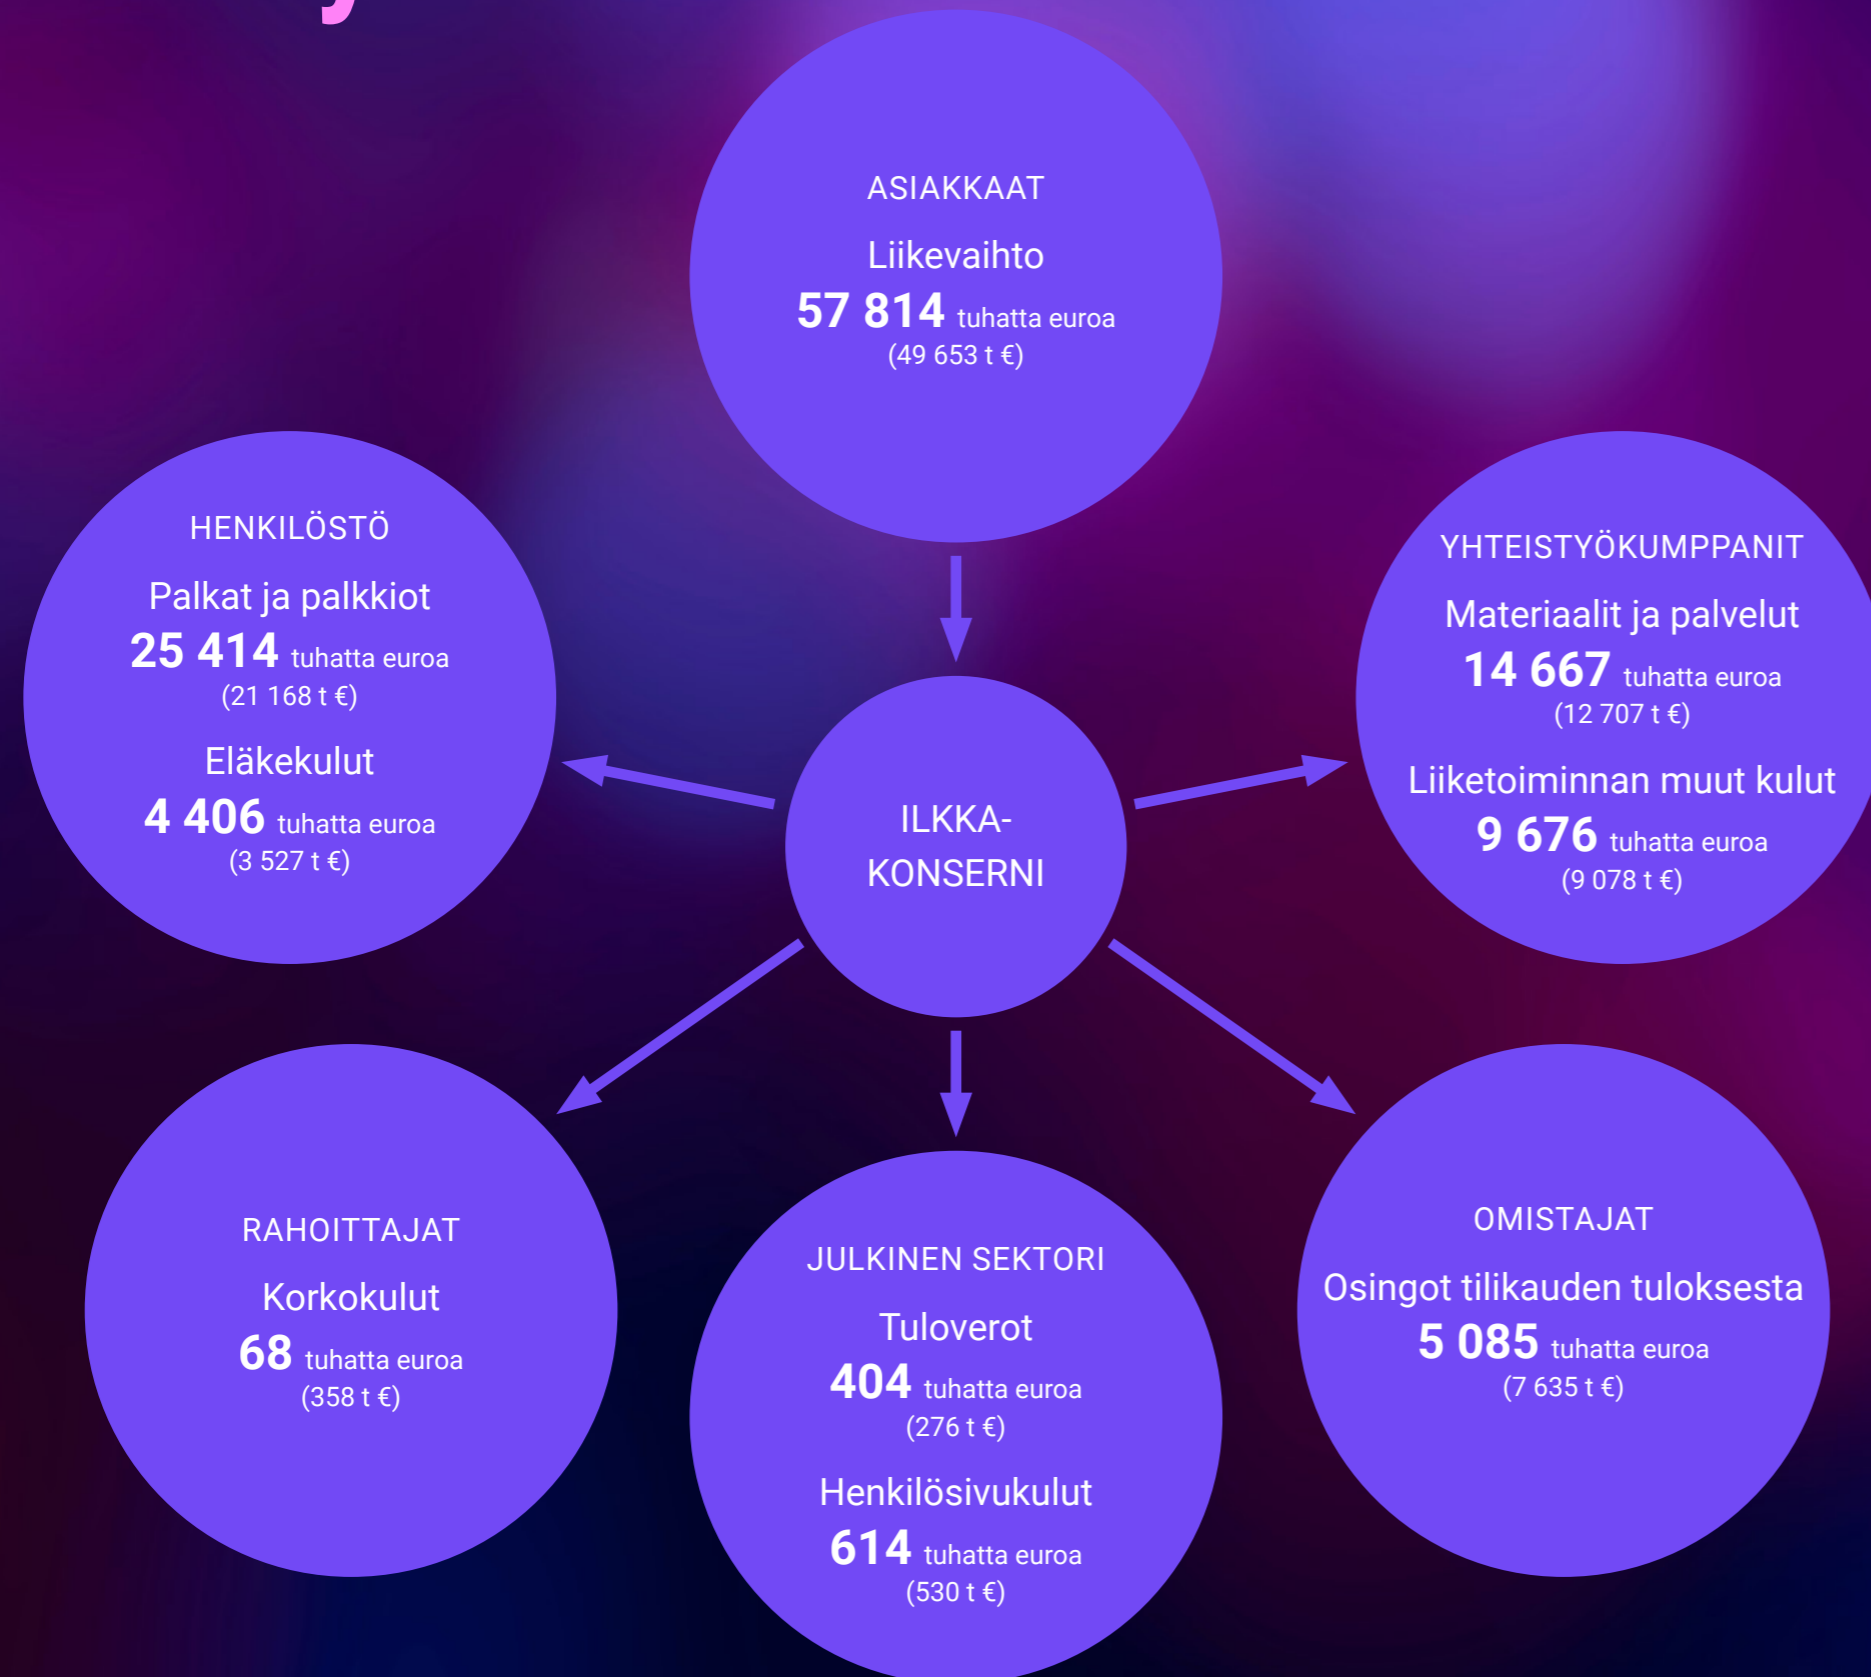 ASIAKKAAT
Liikevaihto
57 814 tuhatta euroa
(49 653 t €)
HENKILÖSTÖ
Palkat ja palkkiot
25 414 tuhatta euroa
(21 168 t €)
Eläkekulut
4 406 tuhatta euroa
(3 527 t €)
YHTEISTYÖKUMPPANIT
Materiaalit ja palvelut
14 667 tuhatta euroa
(12 707 t €)
Liiketoiminnan muut kulut
9 676 tuhatta euroa
(9 078 t €)
ILKKA-
KONSERNI
RAHOITTAJAT
Korkokulut
68 tuhatta euroa
(358 t €)
JULKINEN SEKTORI
Tuloverot
404 tuhatta euroa
(276 t €)
Henkilösivukulut
614 tuhatta euroa
(530 t €)
OMISTAJAT
Osingot tilikauden tuloksesta
5 085 tuhatta euroa
(7 635 t €)